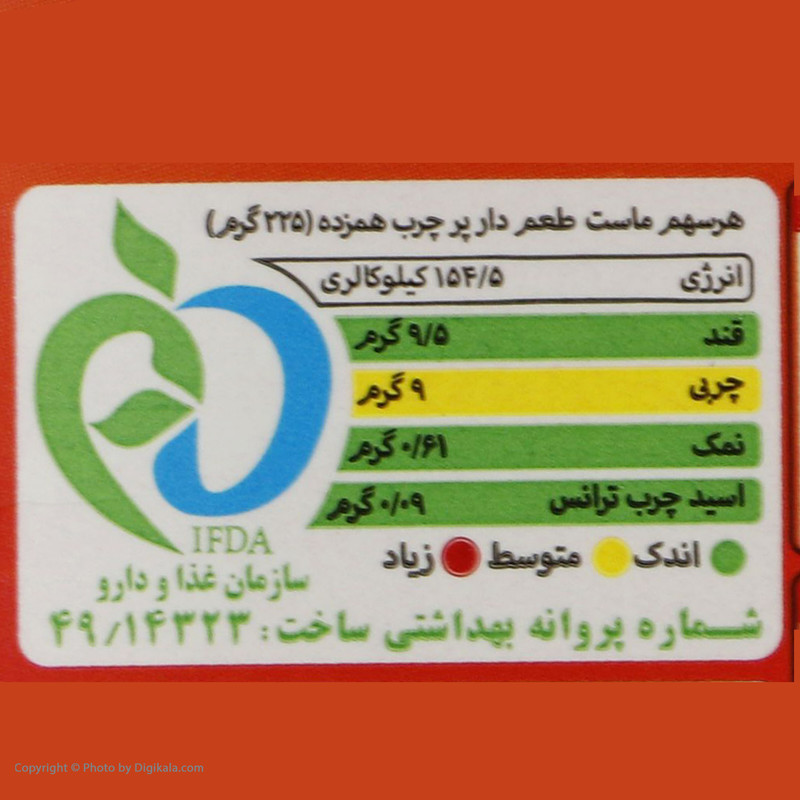 هرسهم ماست طعم دار پر چرب همزده (۲۲۵ گرم)
انرژی ۱۵۴/۵ کیلوکالری
قند ۹/۵ گرم
چربی ۹ گرم
نمک ۰/۶۱ گرم
اسید چرب ترانس ۰/۰۹ گرم
اندک متوسط زیاد
IFDA
سازمان غذا و دارو
شماره پروانه بهداشتی ساخت: ۴۹/۱۴۳۲۳
Copyright © Photo by Digikala.com